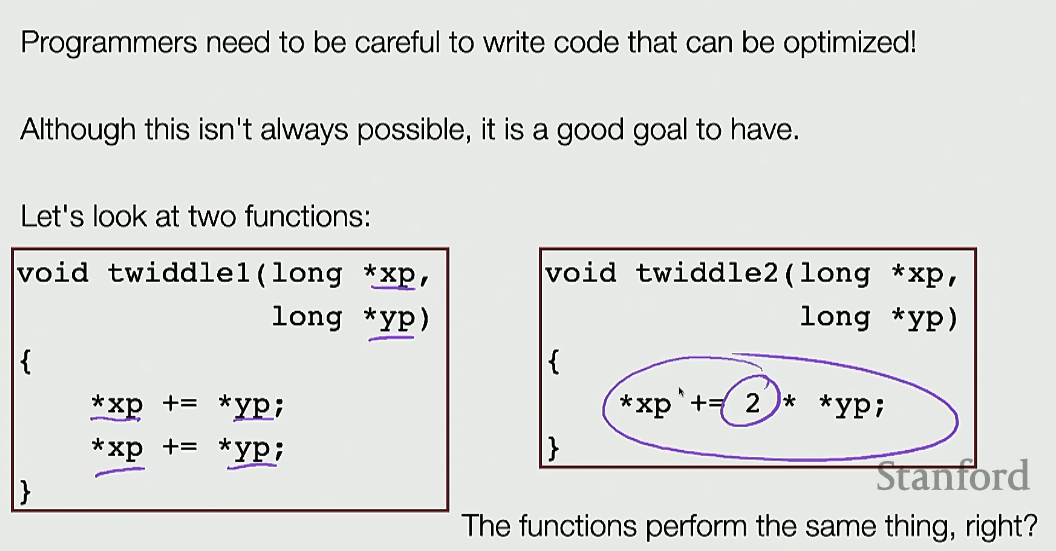 Programmers need to be careful to write code that can be optimized!
Although this isn't always possible, it is a good goal to have.
Let's look at two functions:
void twiddle1(long *xp,
long *yp)
{
*xp += *yp;
*xp += *yp;
}
void twiddle2(long *xp,
long *yp)
{
*xp += 2 * *yp;
}
Stanford
The functions perform the same thing, right?